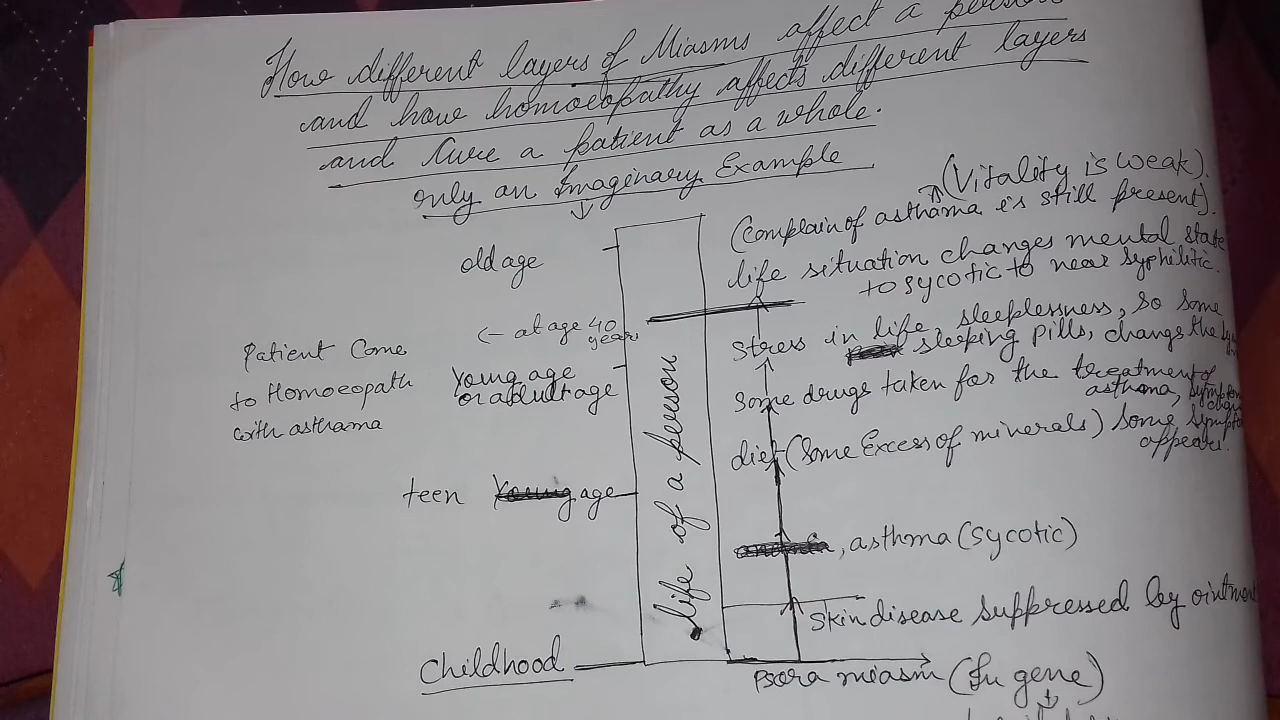 How different layers of Miasms affect a person
and how homoeopathy affects different layers
and Cure a patient as a whole.
only an Imaginary Example
(Vitality is weak).
(Complain of asthama is still present).
old age
life situation changes mental state
to sycotic to near Syphilitic.
<- at age 40
year
Stress in life, sleeplessness, so some
sleeping pills, change the
Patient Come
to Homoeopath
with asthama
Young age
or adult age
Some drugs taken for the treatment of
asthama,
diet (Some Excess of minerals) Some
appears.
teen age
life of a person
, asthma (sycotic)
Skin disease suppressed by ointment
Childhood
Psora miasm (In gene)